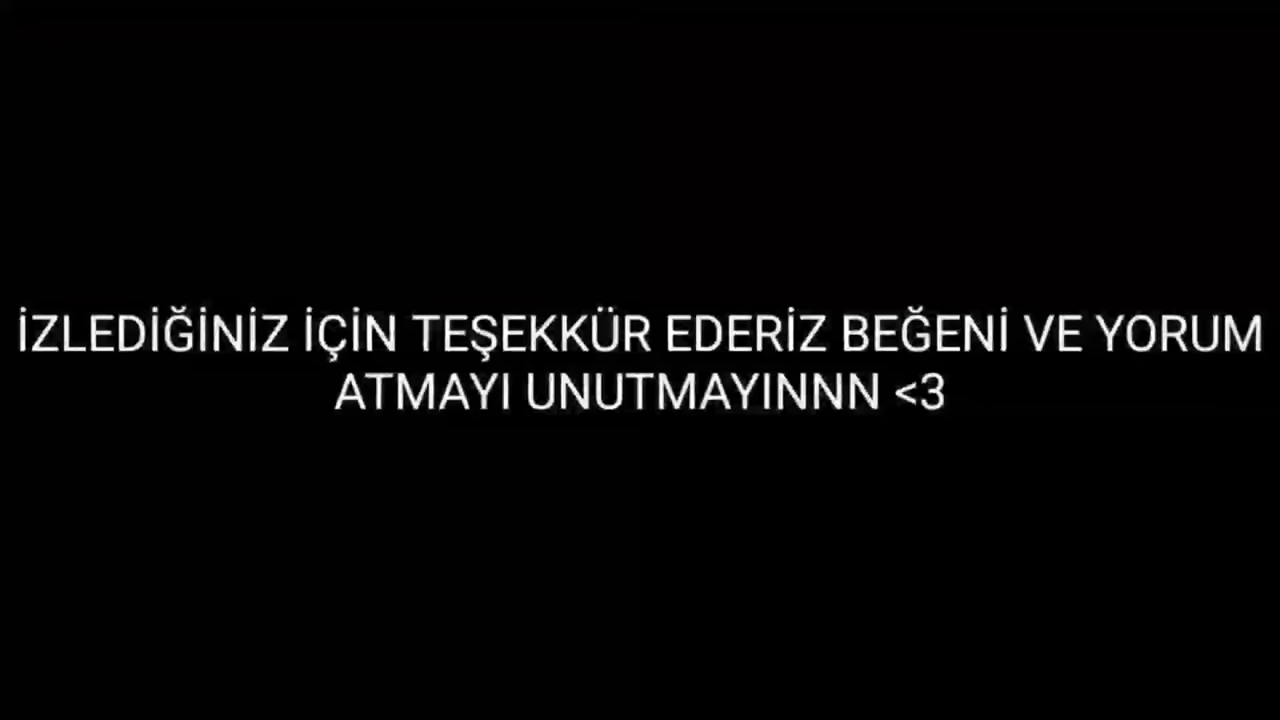 İZLEDİĞİNİZ İÇİN TEŞEKKÜR EDERİZ BEĞENİ VE YORUM
ATMAYI UNUTMAYINNN <3